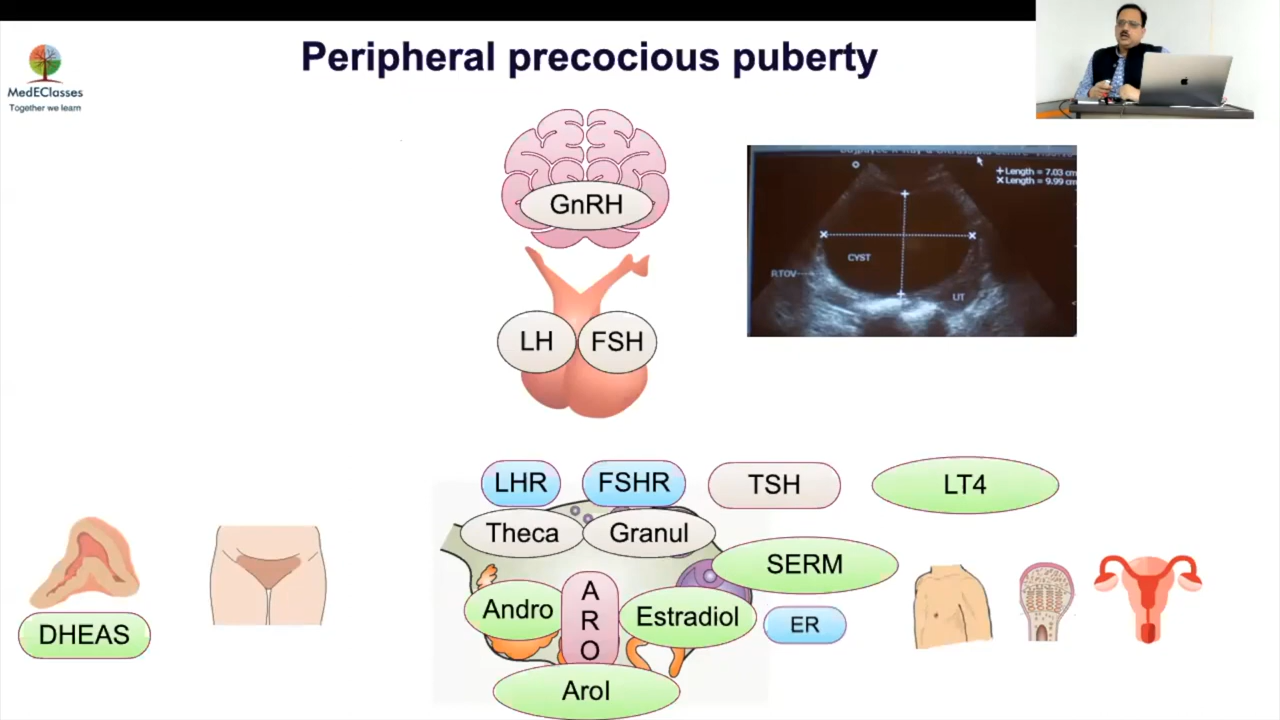 Peripheral precocious puberty
MedEClasses
Together we learn
GnRH
Length = 7.03 cm
Length = 9.99 cm
CYST
RTOV
UT
LH
FSH
LHR
FSHR
TSH
LT4
Theca
Granul
SERM
Andro
A
R
O
Estradiol
ER
DHEAS
Arol